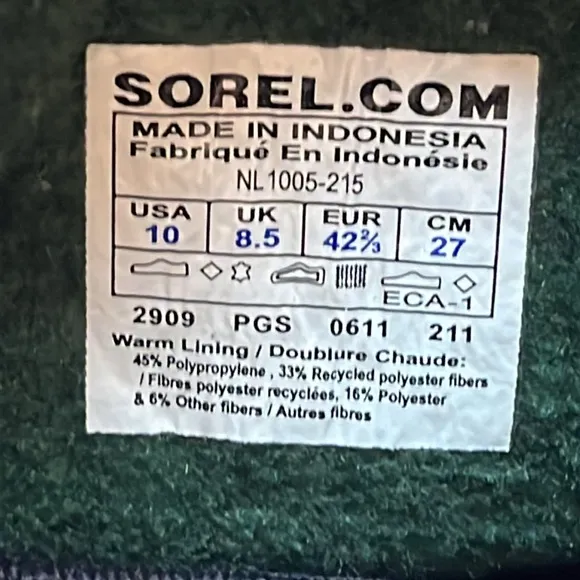 SOREL.COM
MADE IN INDONESIA
Fabriqué En Indonésie
NL1005-215
USA UK EUR CM
10 8.5 42⅔ 27
ECA-1
2909 PGS 0611 211
Warm Lining / Doublure Chaude:
45% Polypropylene , 33% Recycled polyester fibers
/ Fibres polyester recyclées, 16% Polyester
& 6% Other fibers / Autres fibres